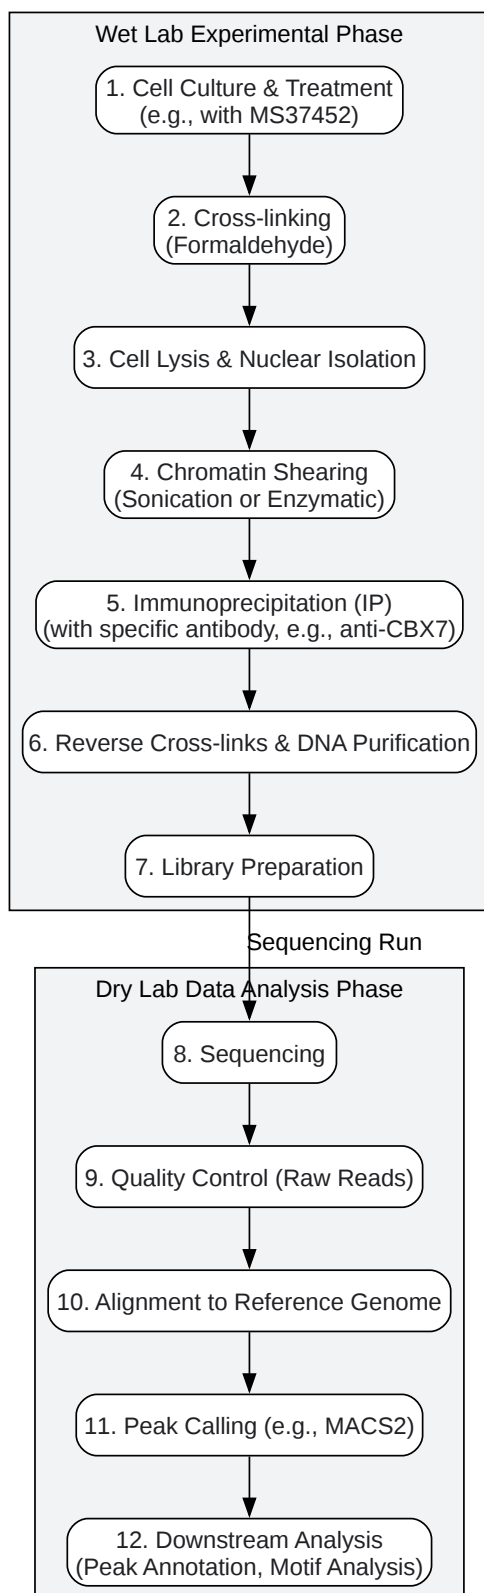 Wet Lab Experimental Phase
1. Cell Culture & Treatment
(e.g., with MS37452)
2. Cross-linking
(Formaldehyde)
3. Cell Lysis & Nuclear Isolation
4. Chromatin Shearing
(Sonication or Enzymatic)
5. Immunoprecipitation (IP)
(with specific antibody, e.g., anti-CBX7)
6. Reverse Cross-links & DNA Purification
7. Library Preparation
Sequencing Run
Dry Lab Data Analysis Phase
8. Sequencing
9. Quality Control (Raw Reads)
10. Alignment to Reference Genome
11. Peak Calling (e.g., MACS2)
12. Downstream Analysis
(Peak Annotation, Motif Analysis)